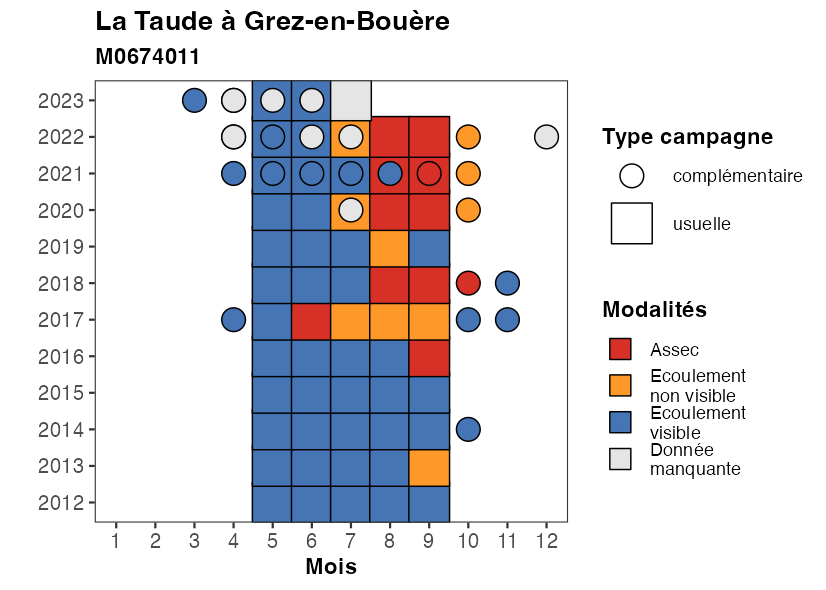 La Taude à Grez-en-Bouère
M0674011
2023
2022
2021
2020
2019
2018
2017
2016
2015
2014
2013
2012
1 2 3 4 5 6 7 8 9 10 11 12
Mois
Type campagne
complémentaire
usuelle
Modalités
Assec
Ecoulement
non visible
Ecoulement
visible
Donnée
manquante